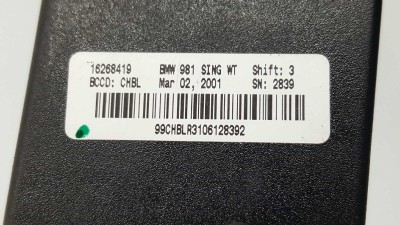 16268419 BMW 981 SING WT Shift: 3
BCCD: CHBL Mar 02, 2001 SN: 2839
99CHBLR3106128392